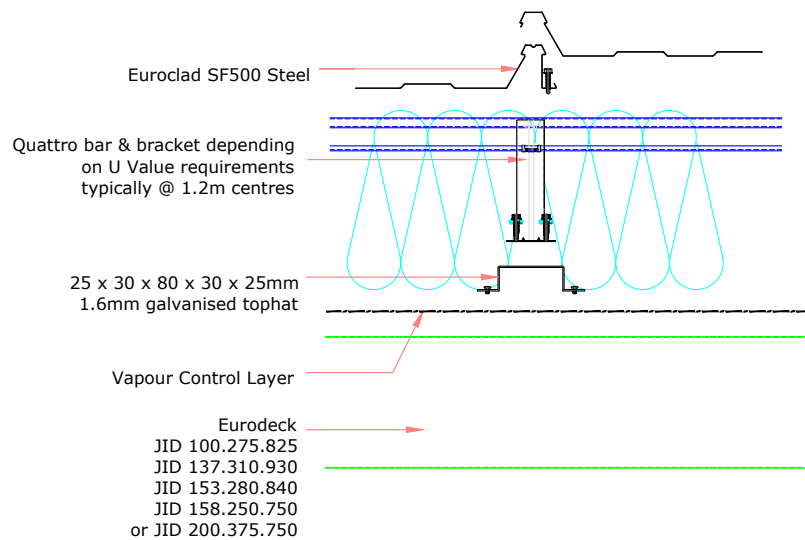 Euroclad SF500 Steel
Quattro bar & bracket depending
on U Value requirements
typically @ 1.2m centres
25 x 30 x 80 x 30 x 25mm
1.6mm galvanised tophat
Vapour Control Layer
Eurodeck
JID 100.275.825
JID 137.310.930
JID 153.280.840
JID 158.250.750
or JID 200.375.750